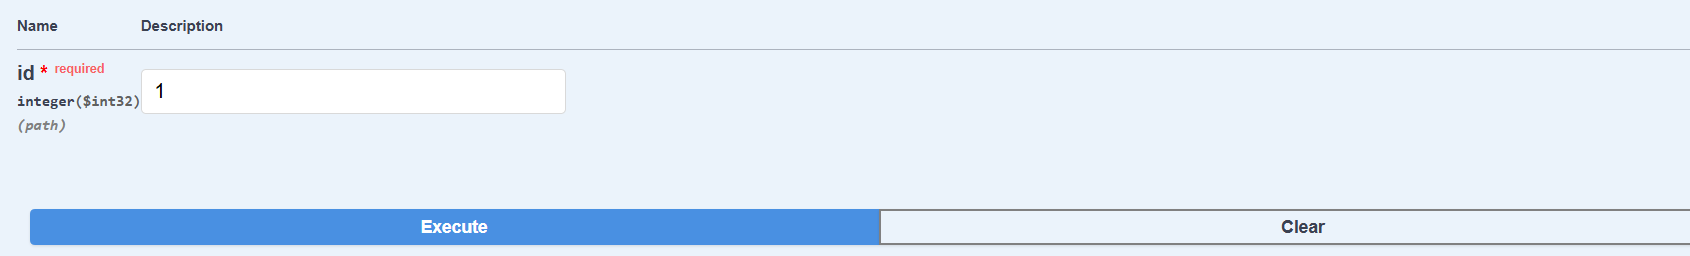 Name Description
id * required
integer($int32)
(path)
1
Execute Clear